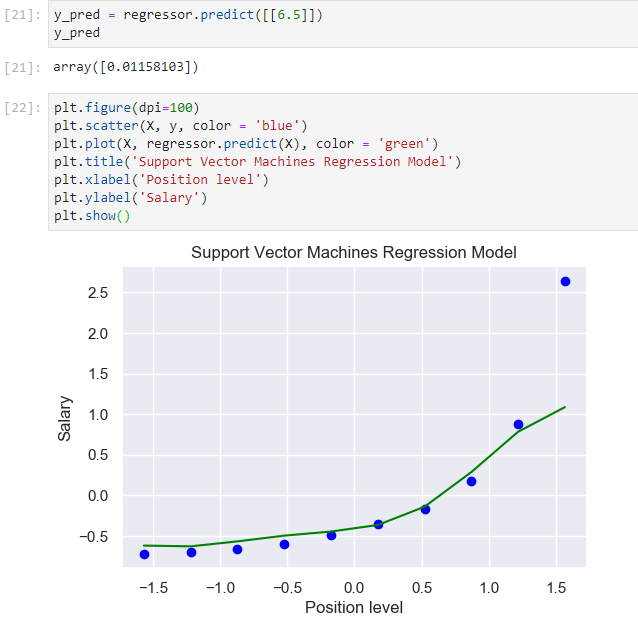 [21]: y_pred = regressor.predict([[6.5]])
y_pred
[21]: array([0.01158103])
[22]: plt.figure(dpi=100)
plt.scatter(X, y, color = 'blue')
plt.plot(X, regressor.predict(X), color = 'green')
plt.title('Support Vector Machines Regression Model')
plt.xlabel('Position level')
plt.ylabel('Salary')
plt.show()
Support Vector Machines Regression Model
2.5
2.0
1.5
1.0
0.5
0.0
−0.5
Salary
−1.5 −1.0 −0.5 0.0 0.5 1.0 1.5
Position level